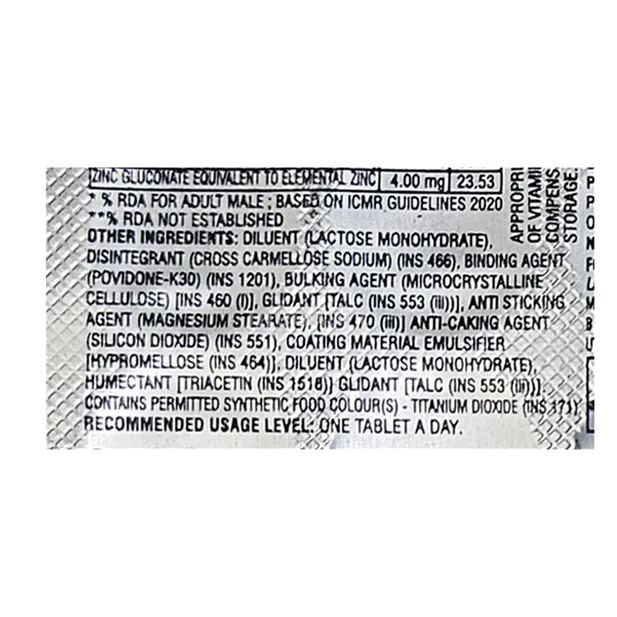 ZINC GLUCONATE EQUIVALENT TO ELEMENTAL ZINC 4.00 mg 23.53
* % RDA FOR ADULT MALE ; BASED ON ICMR GUIDELINES 2020
**% RDA NOT ESTABLISHED
OTHER INGREDIENTS: DILUENT (LACTOSE MONOHYDRATE),
DISINTEGRANT (CROSS CARMELLOSE SODIUM) (INS 466), BINDING AGENT
(POVIDONE-K30) (INS 1201), BULKING AGENT (MICROCRYSTALLINE
CELLULOSE) [INS 460 (I)], GLIDANT [TALC (INS 553 (iii))], ANTI STICKING
AGENT (MAGNESIUM STEARATE), [INS 470 (iii)] ANTI-CAKING AGENT
(SILICON DIOXIDE) (INS 551), COATING MATERIAL EMULSIFIER
[HYPROMELLOSE (INS 464)], DILUENT (LACTOSE MONOHYDRATE),
HUMECTANT [TRIACETIN (INS 1518)] GLIDANT [TALC (INS 553 (iii))].
CONTAINS PERMITTED SYNTHETIC FOOD COLOUR(S) - TITANIUM DIOXIDE (INS 171)
RECOMMENDED USAGE LEVEL: ONE TABLET A DAY.
APPROPRI
OF VITAMI
COMPENS
STORAGE